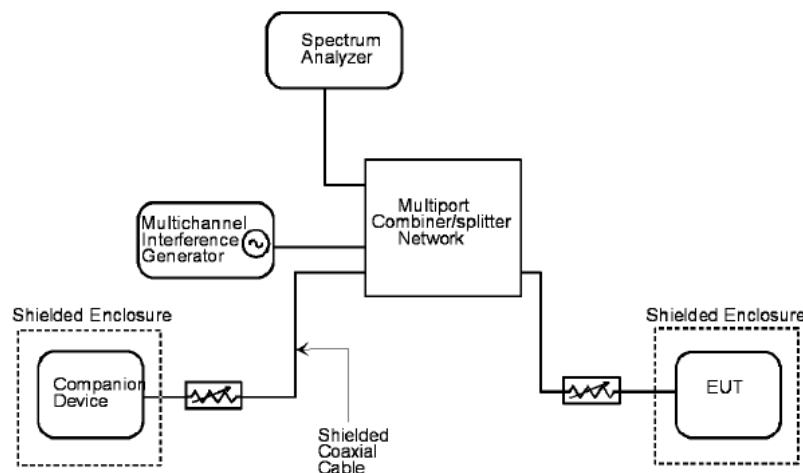 Spectrum
Analyzer
Multiport
Combiner/splitter
Network
Multichannel
Interference
Generator
Shielded Enclosure
Companion
Device
Shielded
Coaxial
Cable
Shielded Enclosure
EUT